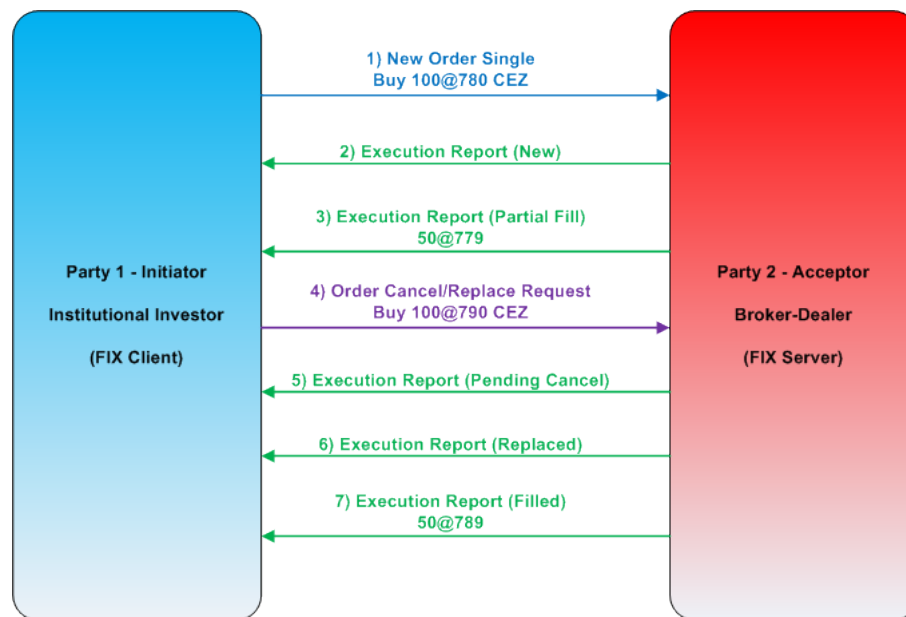 1) New Order Single
Buy 100@780 CEZ
2) Execution Report (New)
3) Execution Report (Partial Fill)
50@779
Party 1 - Initiator
Institutional Investor
(FIX Client)
4) Order Cancel/Replace Request
Buy 100@790 CEZ
Party 2 - Acceptor
Broker-Dealer
(FIX Server)
5) Execution Report (Pending Cancel)
6) Execution Report (Replaced)
7) Execution Report (Filled)
50@789